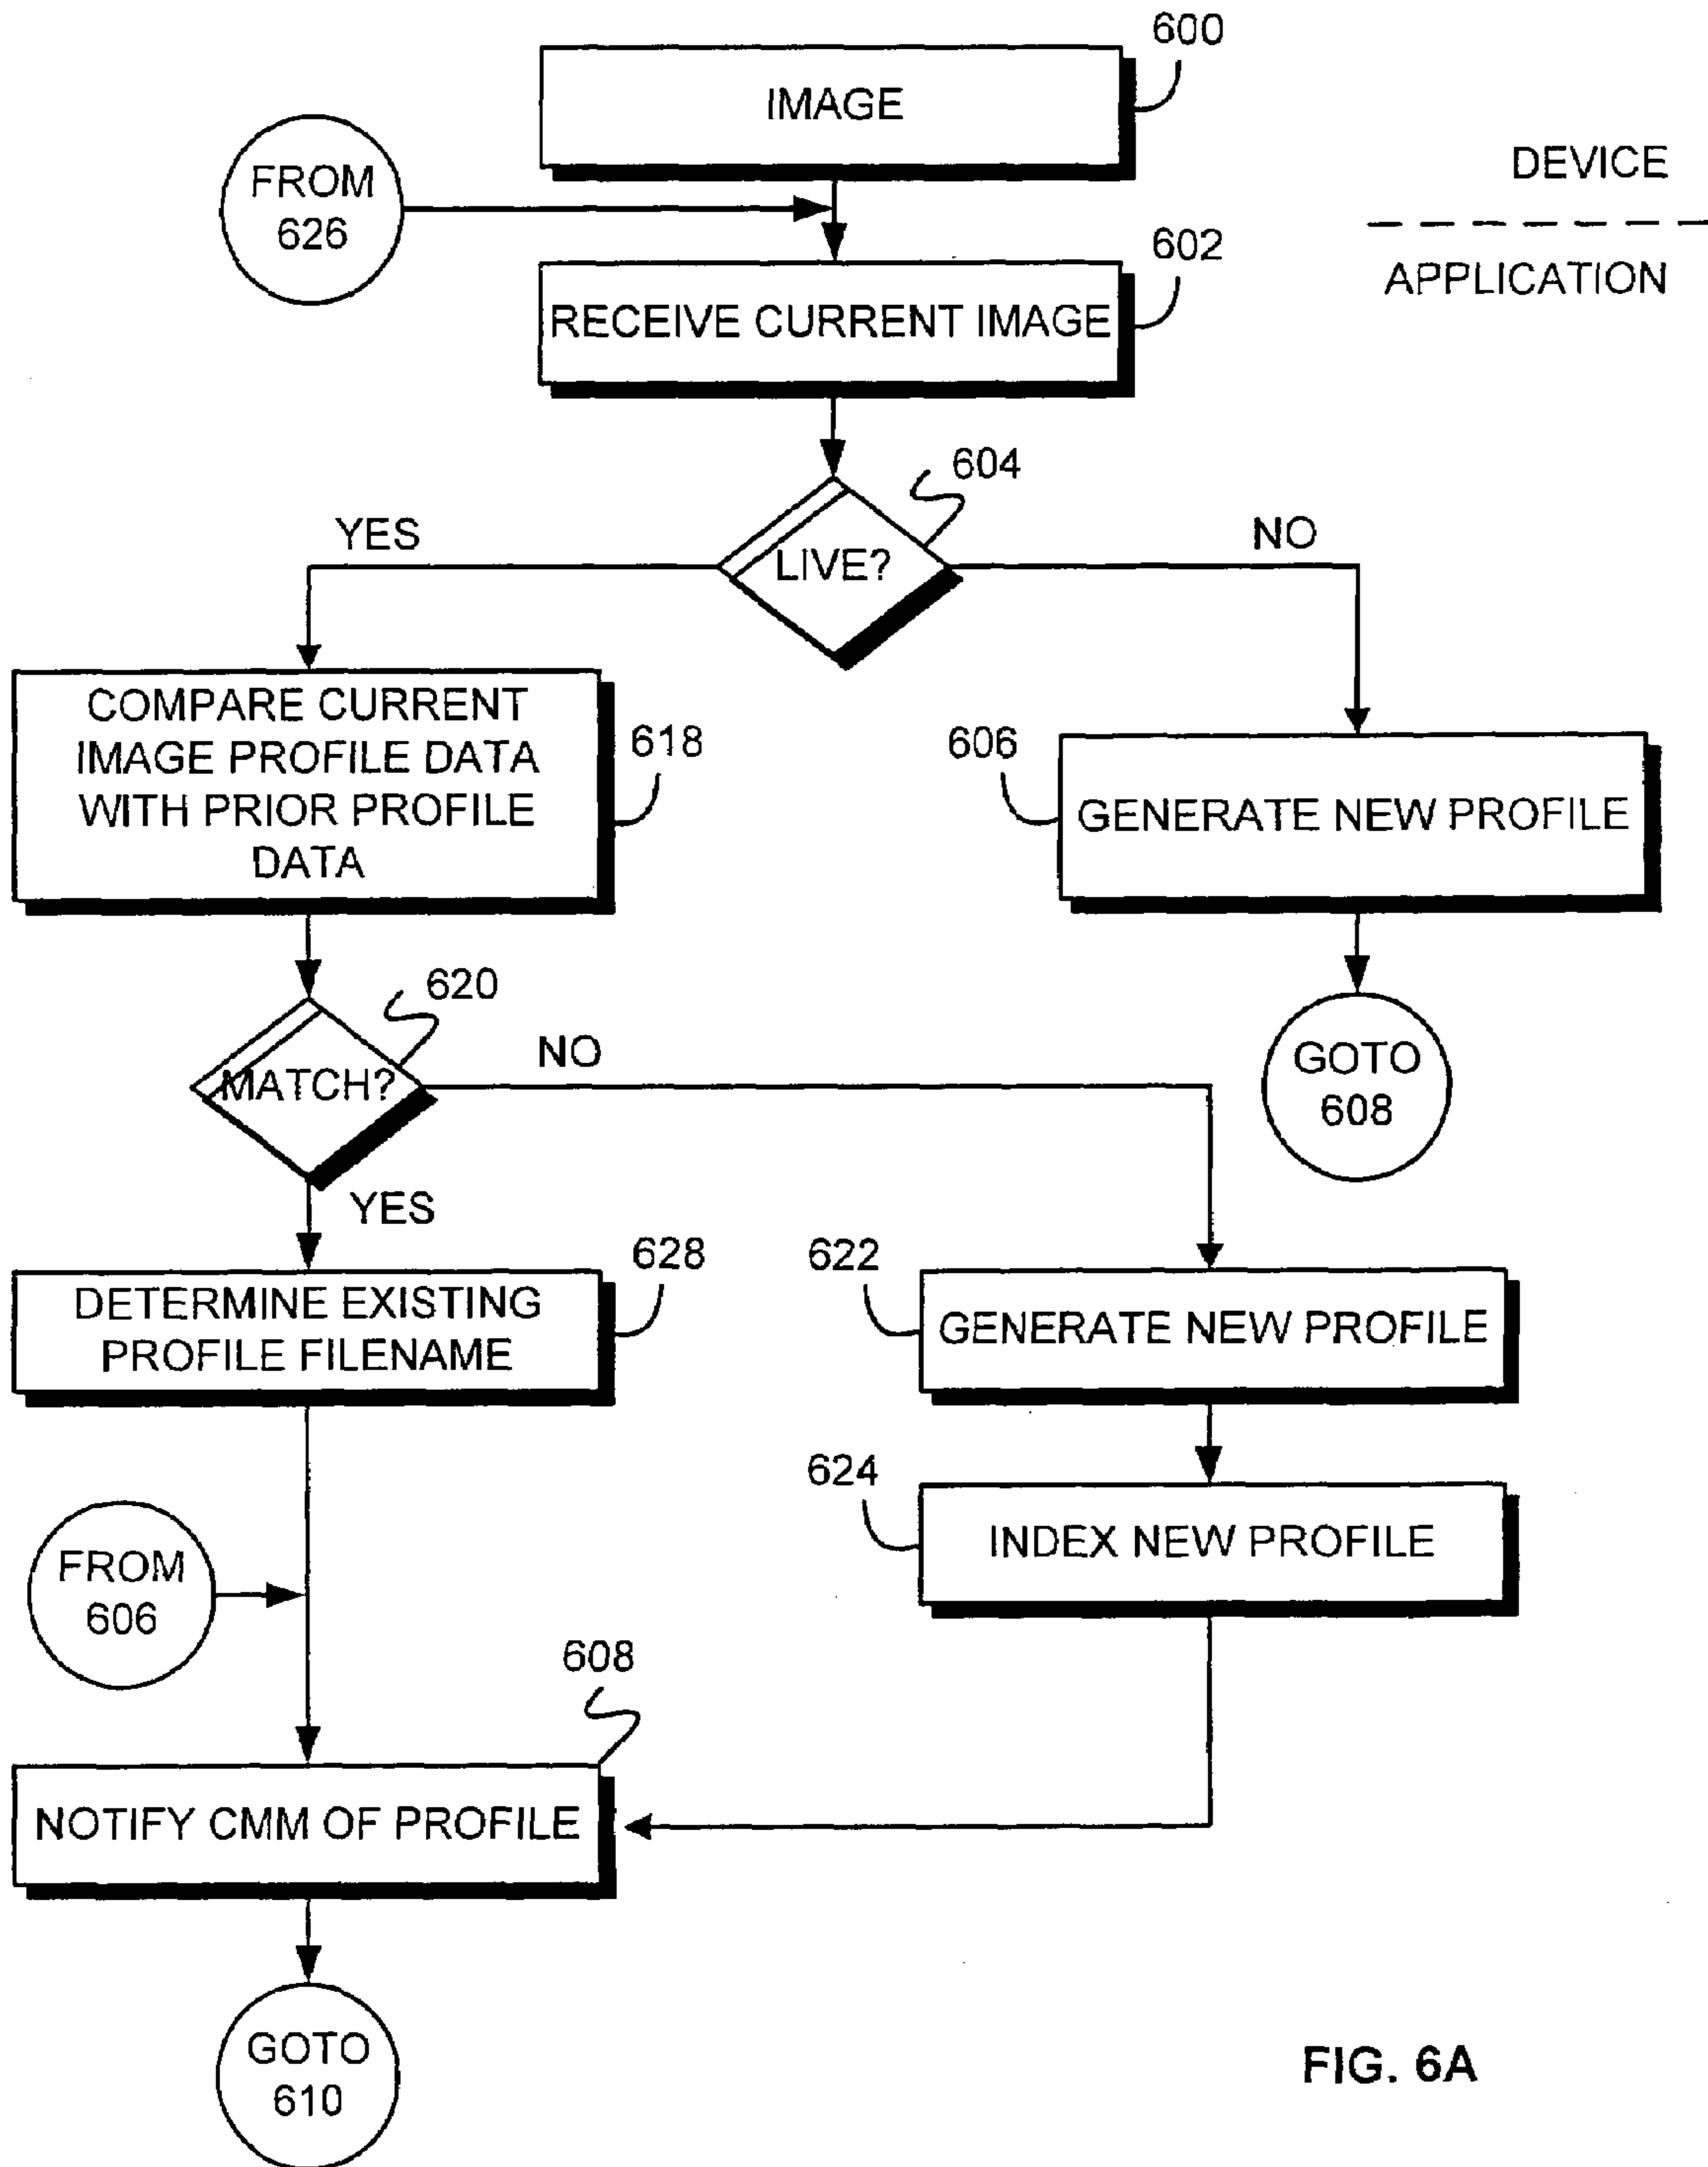 600
IMAGE
DEVICE
FROM
626
602
APPLICATION
RECEIVE CURRENT IMAGE
604
YES
NO
LIVE?
COMPARE CURRENT
IMAGE PROFILE DATA
WITH PRIOR PROFILE
DATA
618
606
GENERATE NEW PROFILE
620
NO
MATCH?
GOTO
608
YES
628
622
DETERMINE EXISTING
PROFILE FILENAME
GENERATE NEW PROFILE
624
INDEX NEW PROFILE
FROM
606
608
NOTIFY CMM OF PROFILE
GOTO
610
FIG. 6A